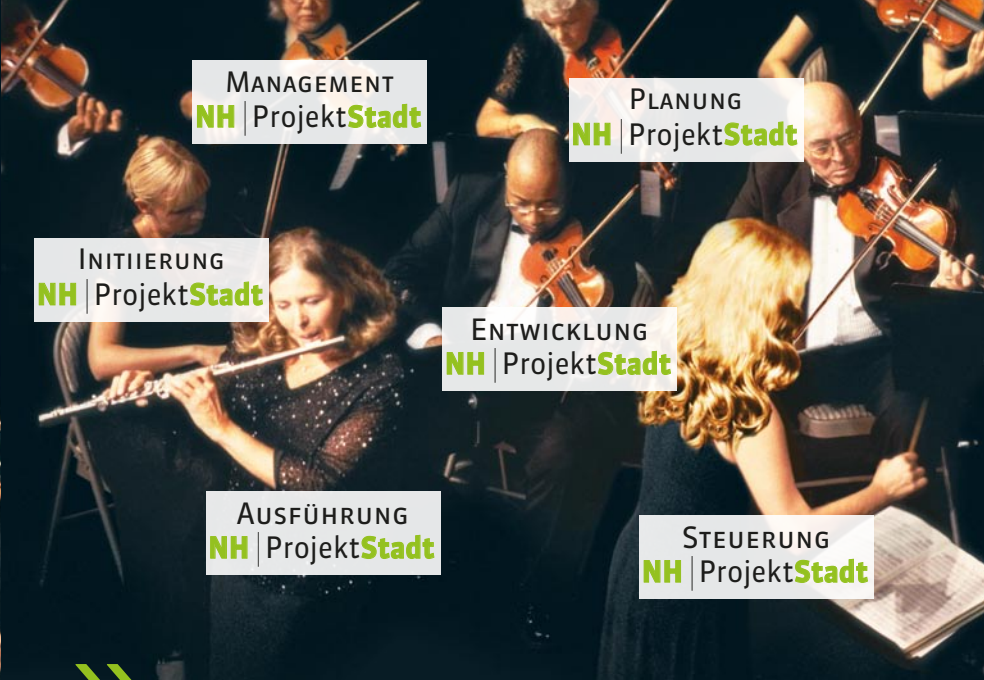 MANAGEMENT
NH | ProjektStadt
PLANUNG
NH | ProjektStadt
INITIIERUNG
NH | ProjektStadt
ENTWICKLUNG
NH | ProjektStadt
AUSFÜHRUNG
NH | ProjektStadt
STEUERUNG
NH | ProjektStadt